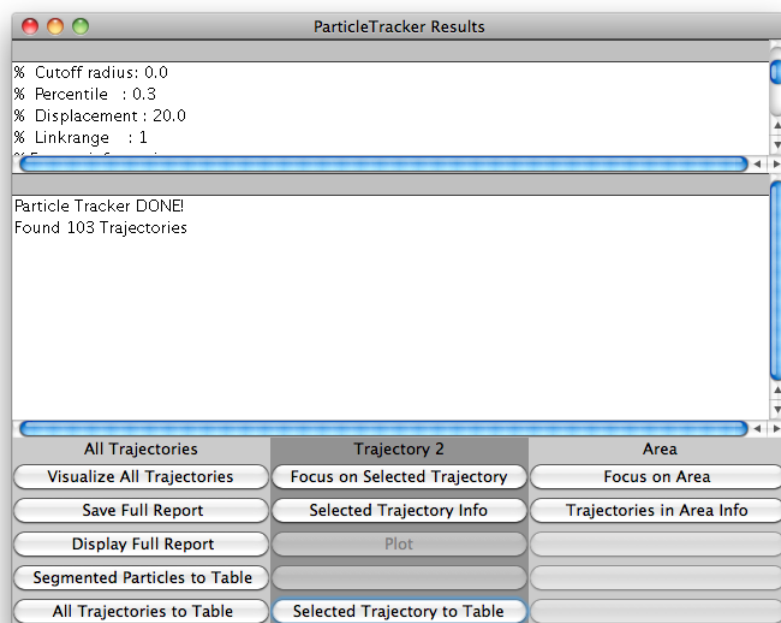 ParticleTracker Results
% Cutoff radius: 0.0
% Percentile : 0.3
% Displacement : 20.0
% Linkrange : 1
Particle Tracker DONE!
Found 103 Trajectories
All Trajectories
Trajectory 2
Area
Visualize All Trajectories
Focus on Selected Trajectory
Focus on Area
Save Full Report
Selected Trajectory Info
Trajectories in Area Info
Display Full Report
Plot
Segmented Particles to Table
All Trajectories to Table
Selected Trajectory to Table